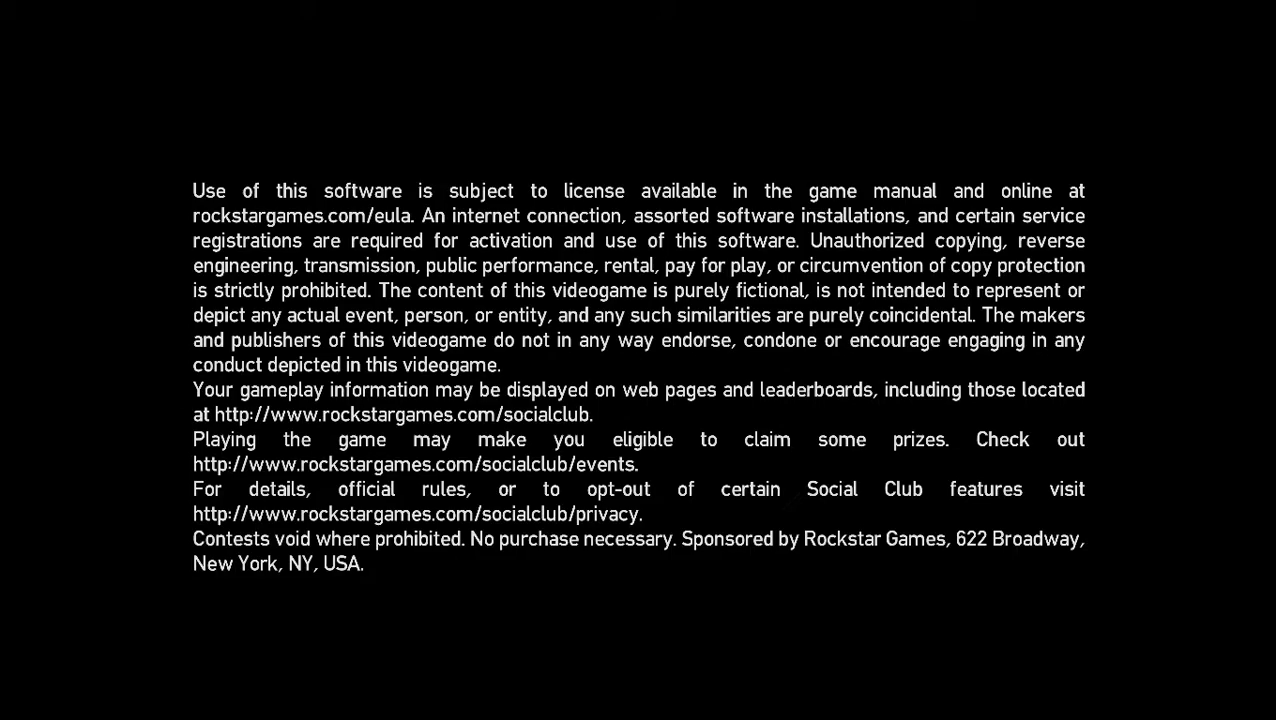 Use of this software is subject to license available in the game manual and online at
rockstargames.com/eula. An internet connection, assorted software installations, and certain service
registrations are required for activation and use of this software. Unauthorized copying, reverse
engineering, transmission, public performance, rental, pay for play, or circumvention of copy protection
is strictly prohibited. The content of this videogame is purely fictional, is not intended to represent or
depict any actual event, person, or entity, and any such similarities are purely coincidental. The makers
and publishers of this videogame do not in any way endorse, condone or encourage engaging in any
conduct depicted in this videogame.
Your gameplay information may be displayed on web pages and leaderboards, including those located
at http://www.rockstargames.com/socialclub.
Playing the game may make you eligible to claim some prizes. Check out
http://www.rockstargames.com/socialclub/events.
For details, official rules, or to opt-out of certain Social Club features visit
http://www.rockstargames.com/socialclub/privacy.
Contests void where prohibited. No purchase necessary. Sponsored by Rockstar Games, 622 Broadway,
New York, NY, USA.